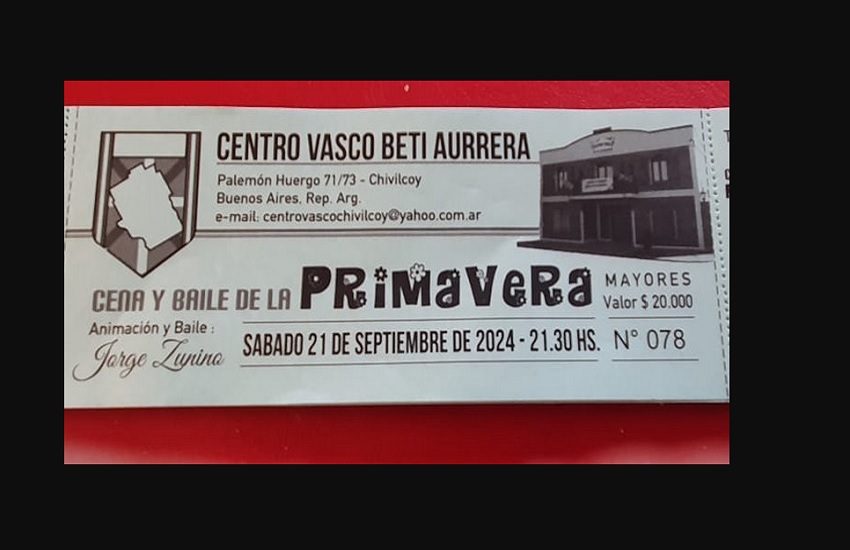 CENTRO VASCO BETI AURRERA
Palemón Huergo 71/73 - Chivilcoy
Buenos Aires, Rep. Arg.
e-mail: centrovascochivilcoy@yahoo.com.ar
CENA Y BAILE DE LA PRiMaVeRa
MAYORES
Valor $ 20.000
Animación y Baile :
Jorge Zunino
SABADO 21 DE SEPTIEMBRE DE 2024 - 21.30 HS.
N° 078